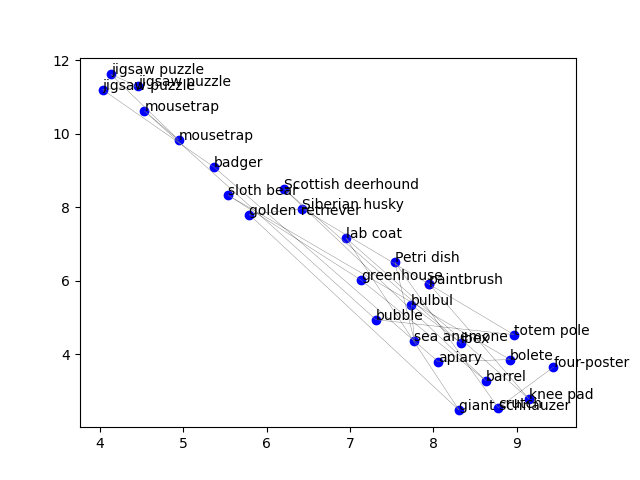 12
jigsaw puzzle
jigsaw puzzle
jigsaw puzzle
mousetrap
10
mousetrap
badger
Scottish deerhound
sloth bear
Siberian husky
golden retriever
8
lab coat
Petri dish
greenhouse
paintbrush
6
bulbul
bubble
totem pole
sea anemone
ibex
4
apiary
bolete
four-poster
barrel
knee pad
giant schnauzer
crutch
4 5 6 7 8 9